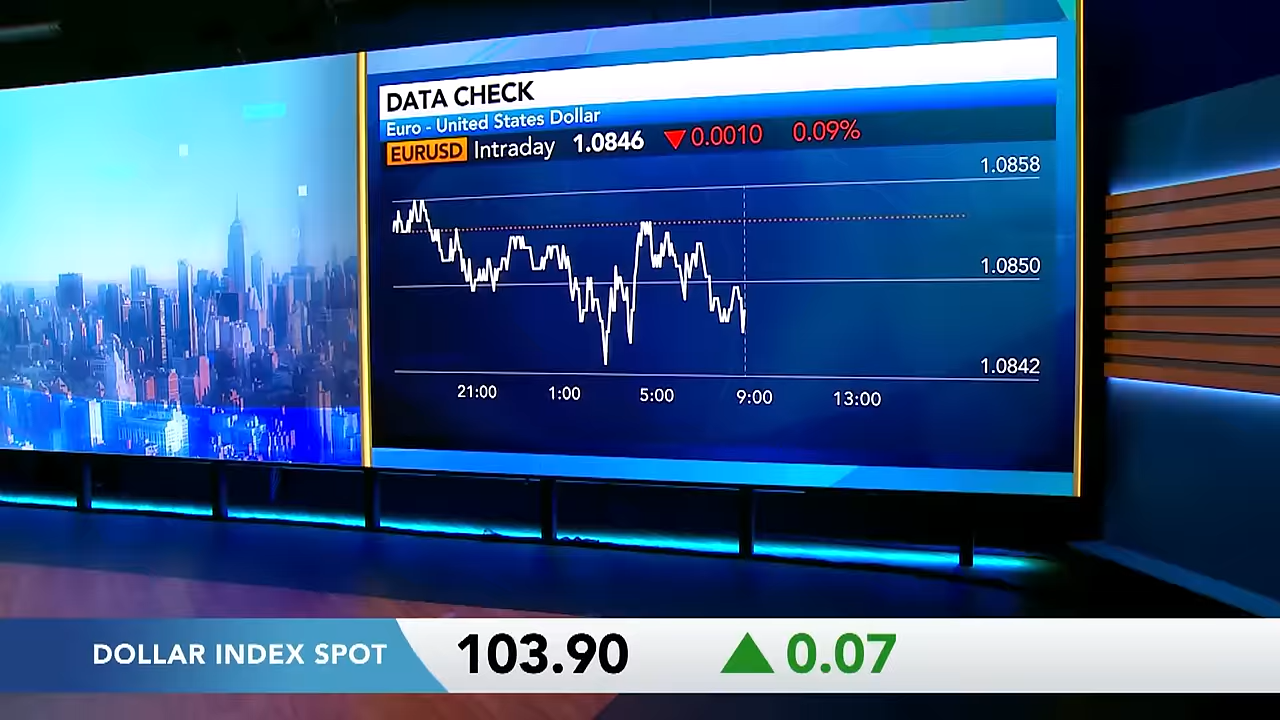 DATA CHECK
Euro - United States Dollar
EURUSD Intraday 1.0846 ▼0.0010 0.09%
1.0858
1.0850
1.0842
21:00 1:00 5:00 9:00 13:00
DOLLAR INDEX SPOT 103.90 ▲0.07